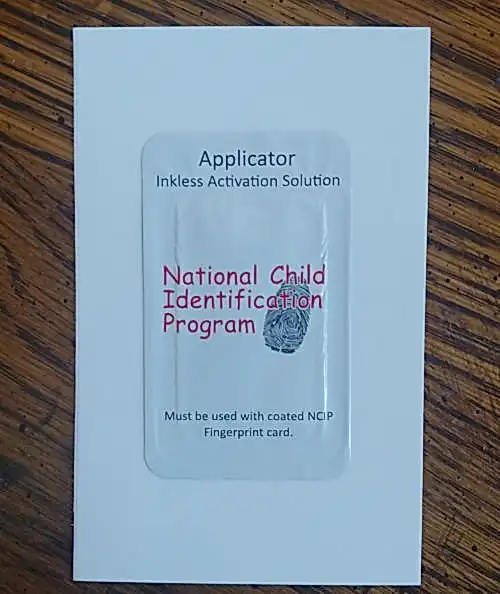 Applicator
Inkless Activation Solution
National Child
Identification
Program
Must be used with coated NCIP
Fingerprint card.